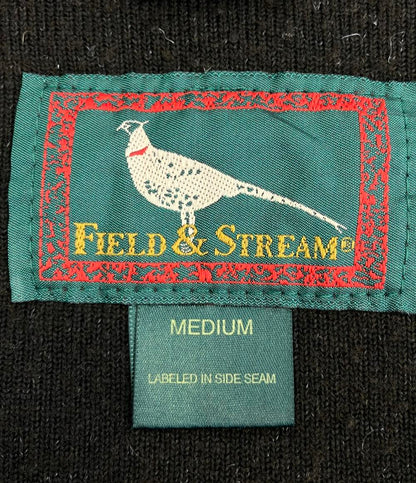 FIELD & STREAM®
MEDIUM
LABELED IN SIDE SEAM